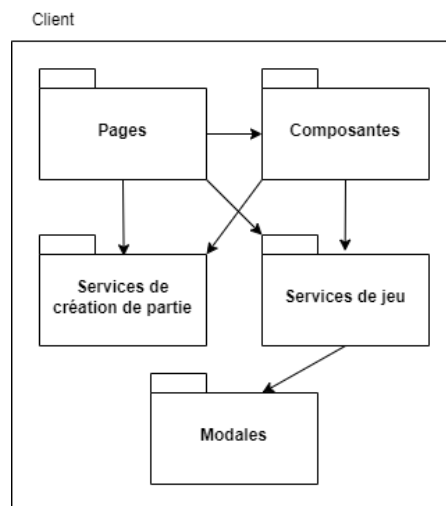 Client
Pages
Composantes
Services de
création de partie
Services de jeu
Modales